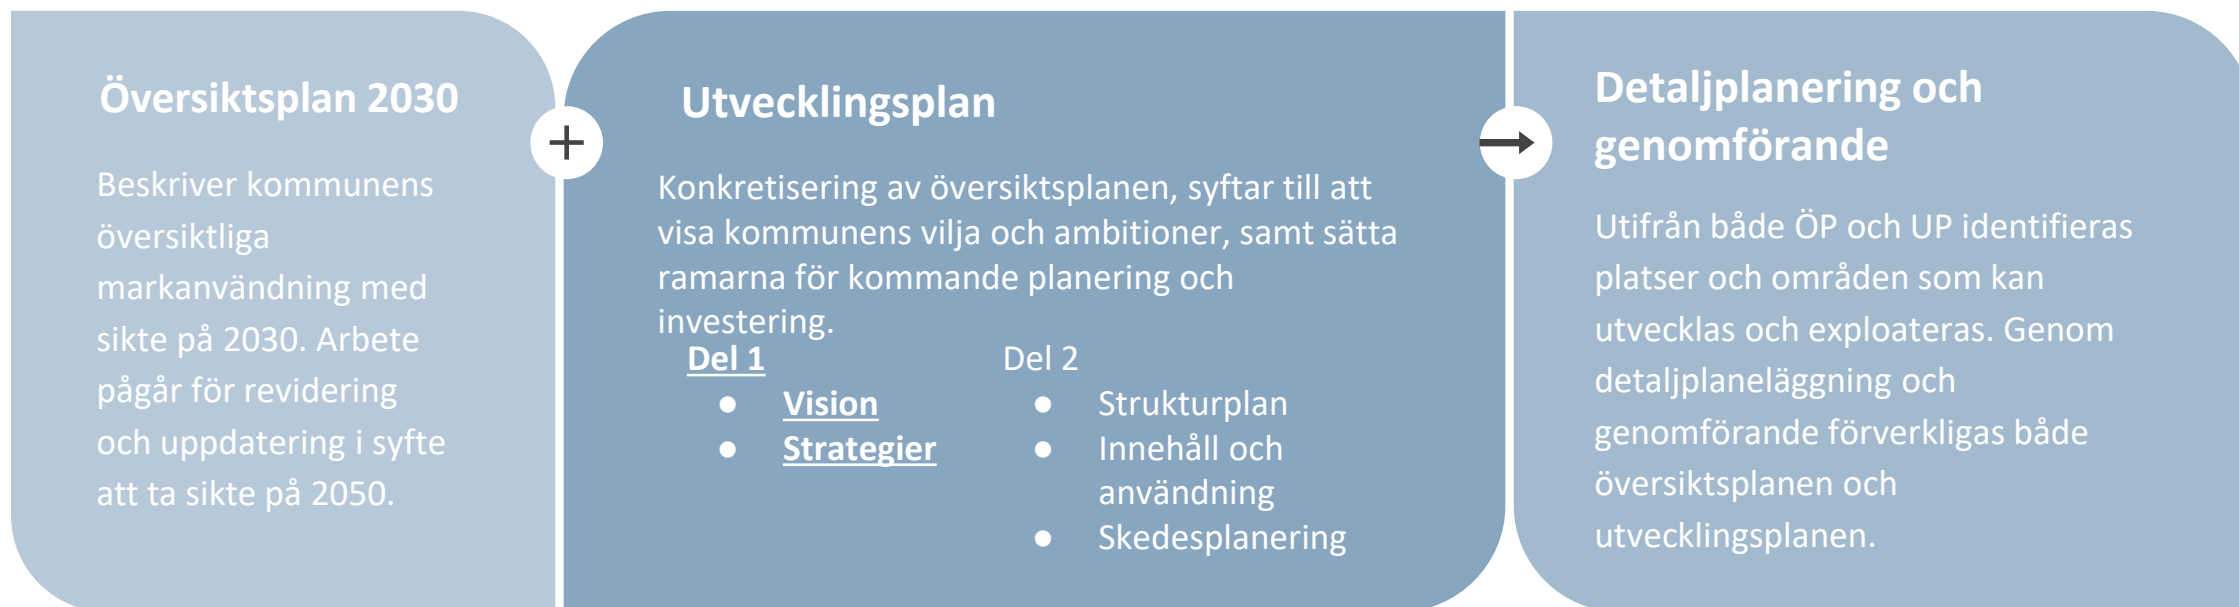 Översiktsplan 2030
Beskriver kommunens
översiktliga
markanvändning med
sikte på 2030. Arbete
pågår för revidering
och uppdatering i syfte
att ta sikte på 2050.
+
Utvecklingsplan
Konkretisering av översiktsplanen, syftar till att
visa kommunens vilja och ambitioner, samt sätta
ramarna för kommande planering och
investering.
Del 1
● Vision
● Strategier
Del 2
● Strukturplan
● Innehåll och
användning
● Skedesplanering
Detaljplanering och
genomförande
Utifrån både ÖP och UP identifieras
platser och områden som kan
utvecklas och exploateras. Genom
detaljplaneläggning och
genomförande förverkligas både
översiktsplanen och
utvecklingsplanen.